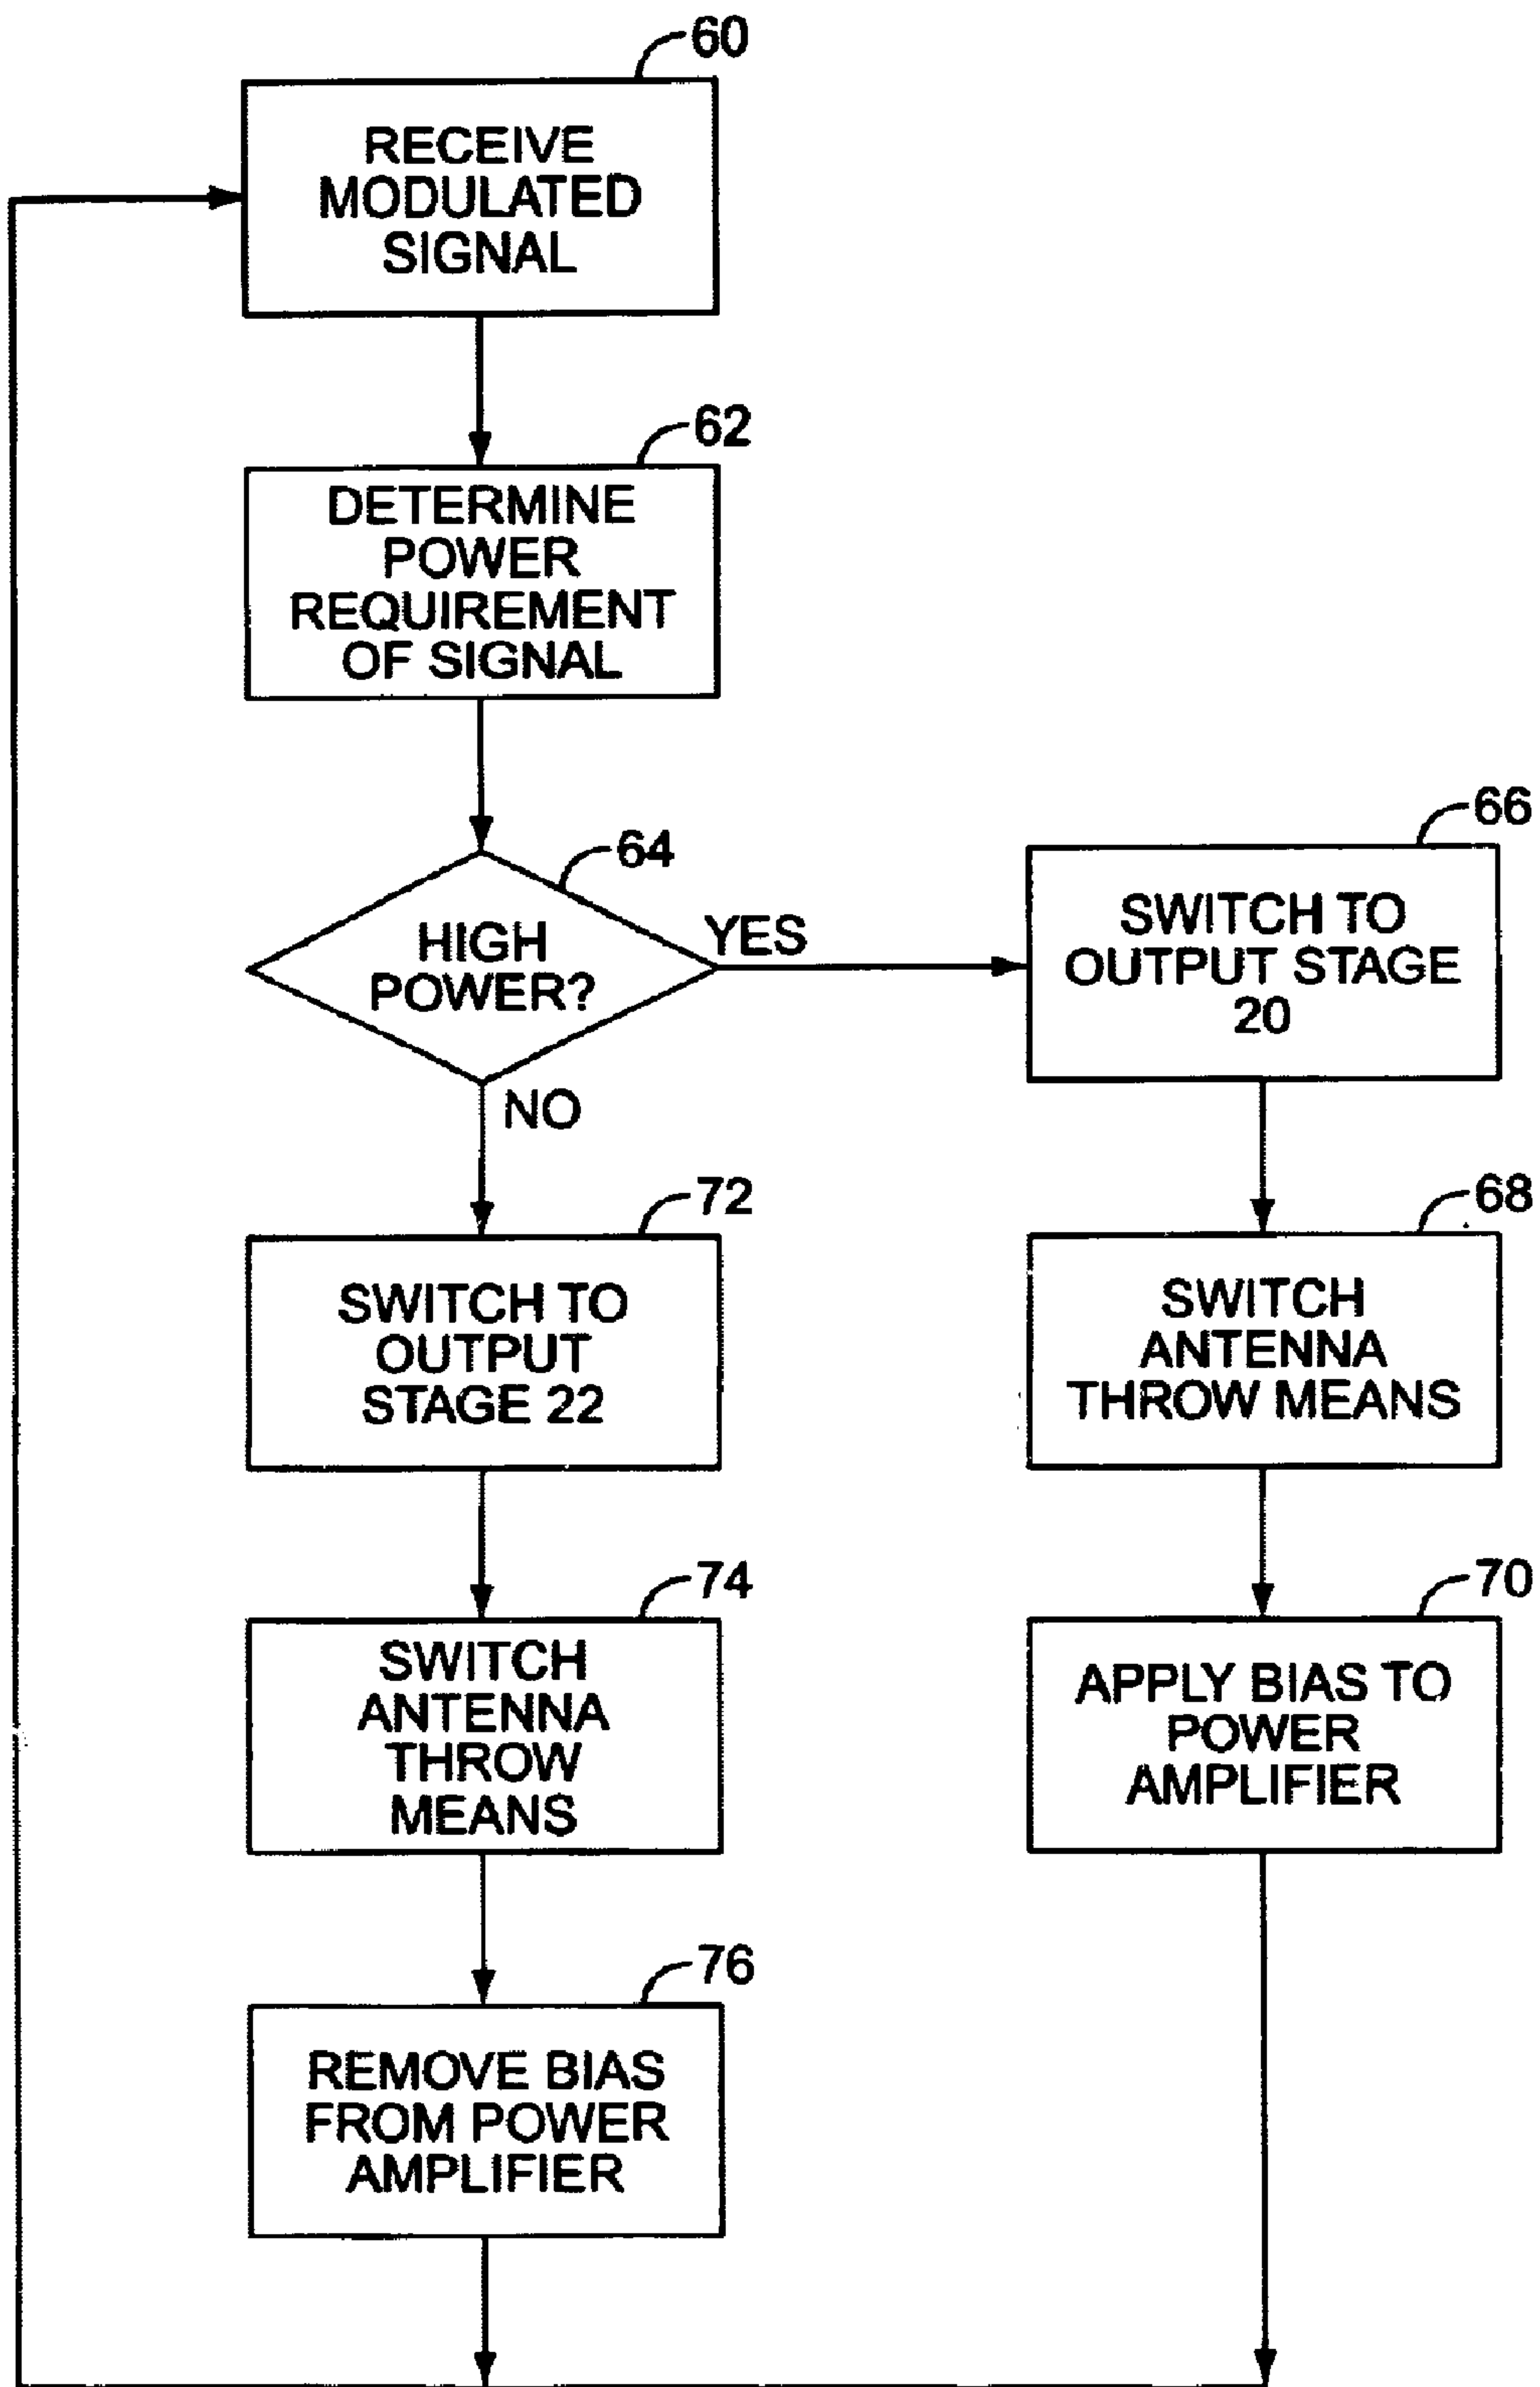 60
RECEIVE
MODULATED
SIGNAL
62
DETERMINE
POWER
REQUIREMENT
OF SIGNAL
64
HIGH
POWER?
YES
NO
66
SWITCH TO
OUTPUT STAGE
20
68
SWITCH
ANTENNA
THROW MEANS
70
APPLY BIAS TO
POWER
AMPLIFIER
72
SWITCH TO
OUTPUT
STAGE 22
74
SWITCH
ANTENNA
THROW
MEANS
76
REMOVE BIAS
FROM POWER
AMPLIFIER